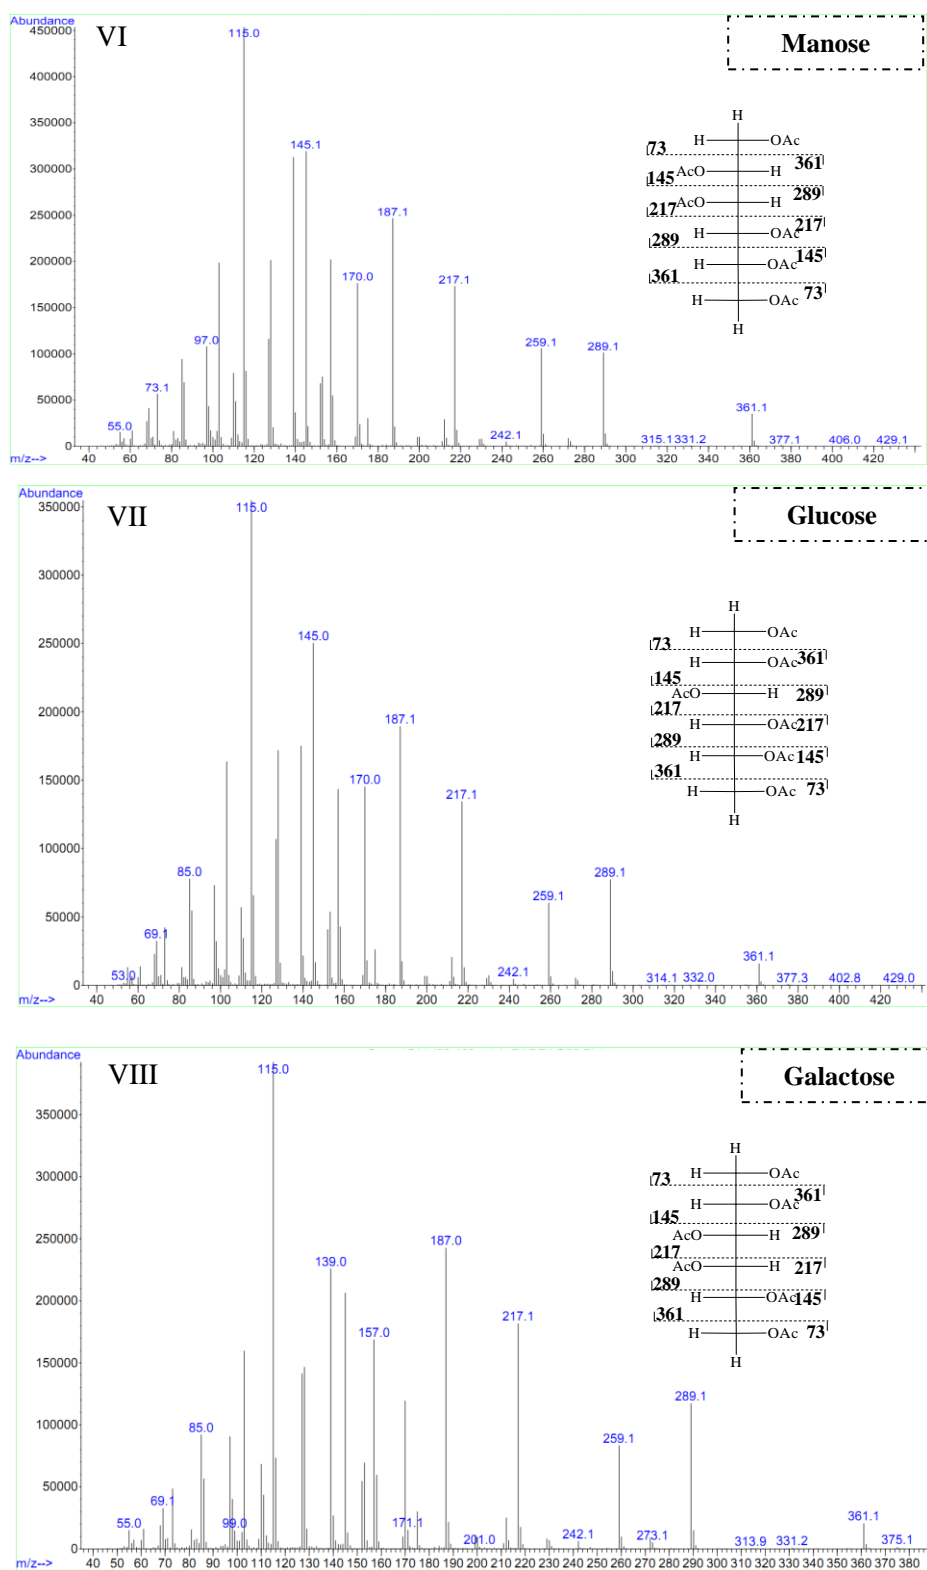 Abundance
VI
Manose
450000
400000
350000
300000
250000
200000
150000
100000
50000
0
115.0
145.1
187.1
170.0
217.1
97.0
73.1
55.0
259.1
289.1
242.1
361.1
315.1 331.2
377.1
406.0
429.1
m/z-->
40 60 80 100 120 140 160 180 200 220 240 260 280 300 320 340 360 380 400 420
H
H OAc
73 361
AcO H
145 289
AcO H
217 217
H OAc
289 145
H OAc
361 73
H OAc
H
Abundance
VII
Glucose
350000
300000
250000
200000
150000
100000
50000
0
115.0
145.0
187.1
170.0
217.1
85.0
69.1
53.0
259.1
289.1
242.1
361.1
314.1 332.0
377.3
402.8
429.0
m/z-->
40 60 80 100 120 140 160 180 200 220 240 260 280 300 320 340 360 380 400 420
H
H OAc
73 361
H OAc
145 289
AcO H
217 217
H OAc
289 145
H OAc
361 73
H OAc
H
Abundance
VIII
Galactose
350000
300000
250000
200000
150000
100000
50000
0
115.0
139.0
187.0
157.0
217.1
85.0
69.1
55.0
99.0
171.1
201.0
259.1
289.1
242.1
273.1
361.1
313.9
331.2
375.1
m/z-->
40 50 60 70 80 90 100 110 120 130 140 150 160 170 180 190 200 210 220 230 240 250 260 270 280 290 300 310 320 330 340 350 360 370 380
H
H OAc
73 361
H OAc
145 289
AcO H
217 217
AcO H
289 145
H OAc
361 73
H OAc
H